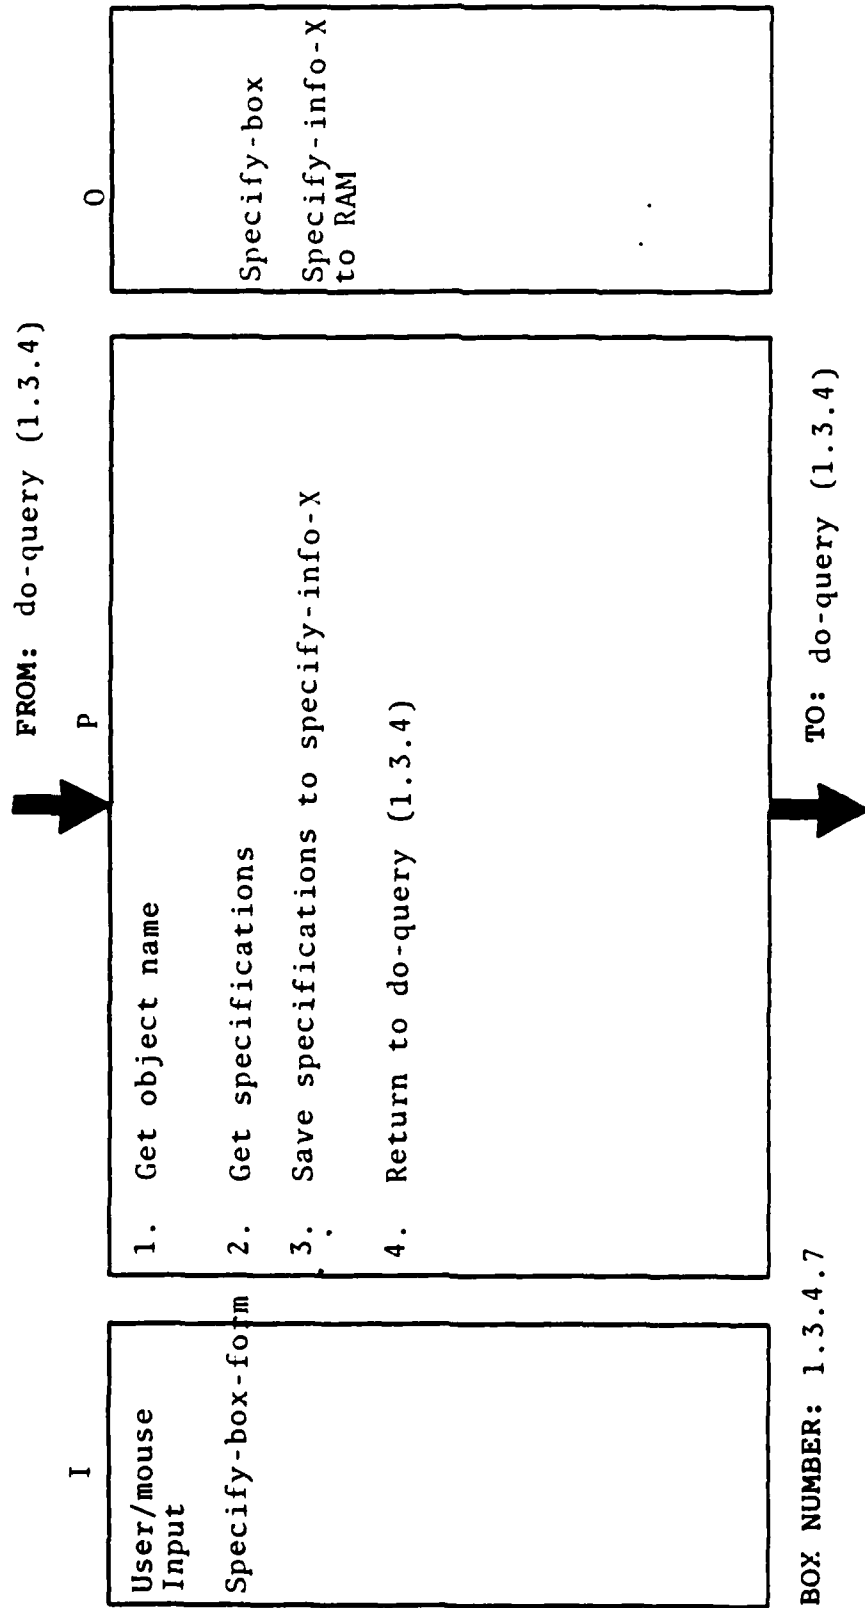 FROM: do-query (1.3.4)
I
P
O
User/mouse
Input
Specify-box-form
1. Get object name
2. Get specifications
3. Save specifications to specify-info-X
4. Return to do-query (1.3.4)
Specify-box
Specify-info-X
to RAM
BOX NUMBER: 1.3.4.7
TO: do-query (1.3.4)